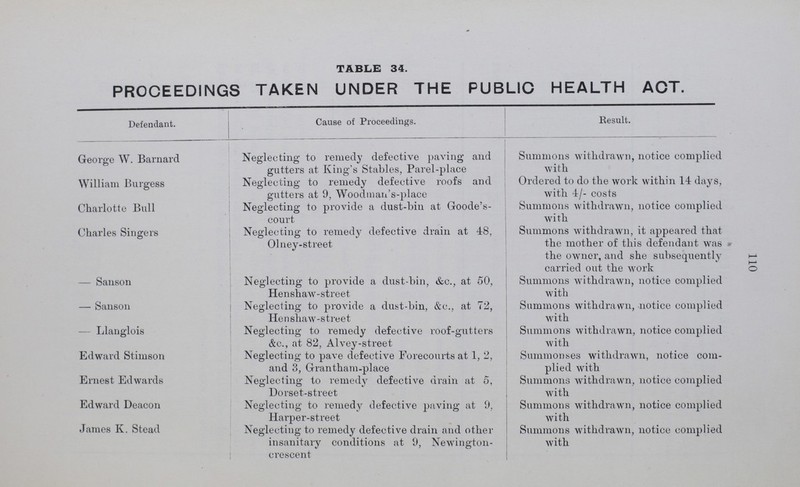 TABLE 34.
PROCEEDINGS TAKEN UNDER THE PUBLIC HEALTH ACT.
Defendant. Cause of Proceedings. Result.
George W. Barnard Neglecting to remedy defective paving and Summons withdrawn, notice complied
gutters at King's Stables, Parel-place with
William Burgess Neglecting to remedy defective roofs and Ordered to do the work within 14 days,
gutters at 9, Woodman's-place with 4/- costs
Charlotte Bull Neglecting to provide a dust-bin at Goode's- Summons withdrawn, notice complied
court with
Charles Singers Neglecting to remedy defective drain at 48, Summons withdrawn, it appeared that
Olney-street the mother of this defendant was
the owner, and she subsequently
carried out the work
— Sanson Neglecting to provide a dust-bin, &c., at 50, Summons withdrawn, notice complied
Henshaw-street with
— Sanson Neglecting to provide a dust-bin, &c., at 72, Summons withdrawn, notice complied
Henshaw-street with
— Llanglois Neglecting to remedy defective roof-gutters Summons withdrawn, notice complied
&c., at 82, Alvey-street with
Edward Stimson Neglecting to pave defective Forecourts at 1, 2, Summonses withdrawn, notice com-
and 3, Grantham-place plied with
Ernest Edwards Neglecting to remedy defective drain at 5, Summons withdrawn, notice complied
Dorset-street with
Edward Deacon Neglecting to remedy defective paving at 9, Summons withdrawn, notice complied
Harper-street with
James K. Stead Neglecting to remedy defective drain and other Summons withdrawn, notice complied
insanitary conditions at 9, Newington- with
crescent
110